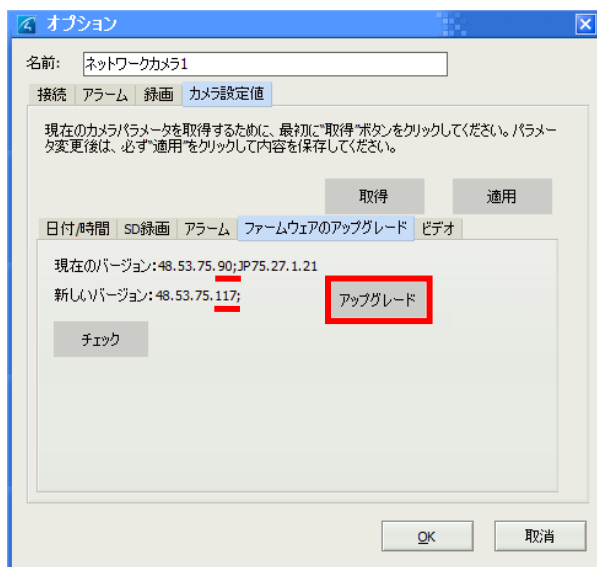 オプション
名前: ネットワークカメラ1
接続 アラーム 録画 カメラ設定値
現在のカメラパラメータを取得するために、最初に"取得"ボタンをクリックしてください。パラメー
タ変更後は、必ず"適用"をクリックして内容を保存してください。
取得 適用
日付/時間 SD録画 アラーム ファームウェアのアップグレード ビデオ
現在のバージョン:48.53.75.90;JP75.27.1.21
新しいバージョン:48.53.75.117;
アップグレード
チェック
OK 取消